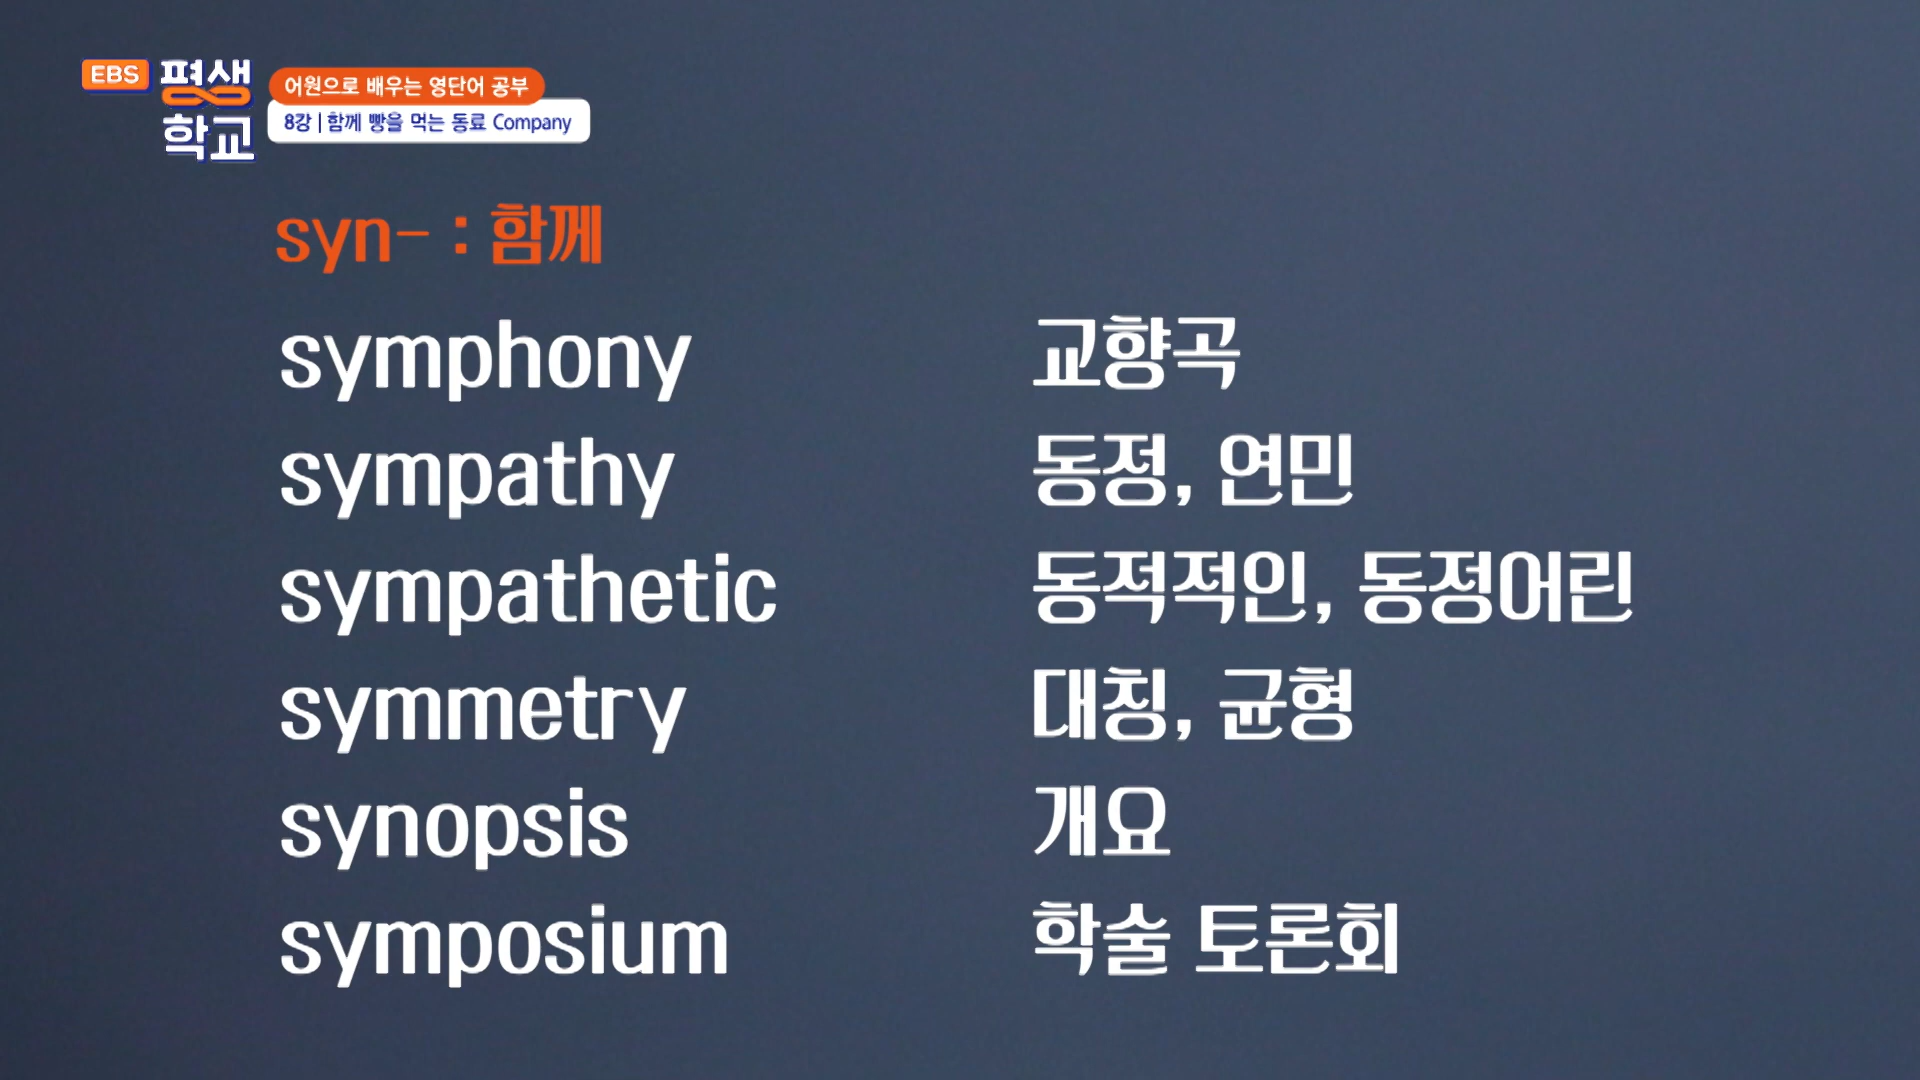 EBS 평생학교
어원으로 배우는 영단어 공부
8강 | 함께 빵을 먹는 동료 Company
syn- : 함께
symphony 교향곡
sympathy 동정, 연민
sympathetic 동적적인, 동정어린
symmetry 대칭, 균형
synopsis 개요
symposium 학술 토론회